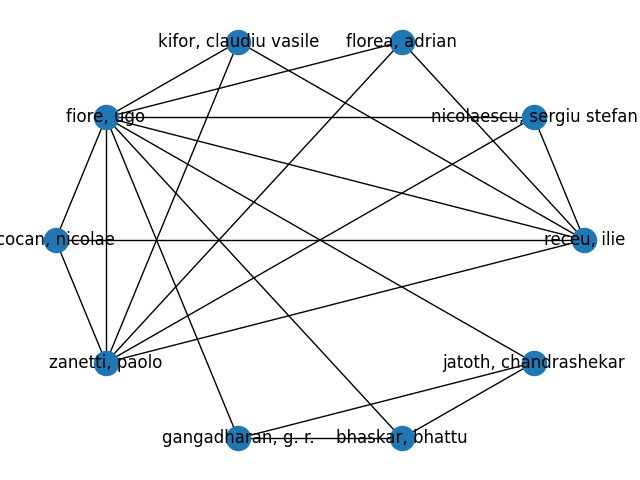 kifor, claudiu vasile
florea, adrian
fiore, ugo
nicolaescu, sergiu stefan
cocan, nicolae
receu, ilie
zanetti, paolo
jatoth, chandrashekar
gangadharan, g. r.
bhaskar, bhattu